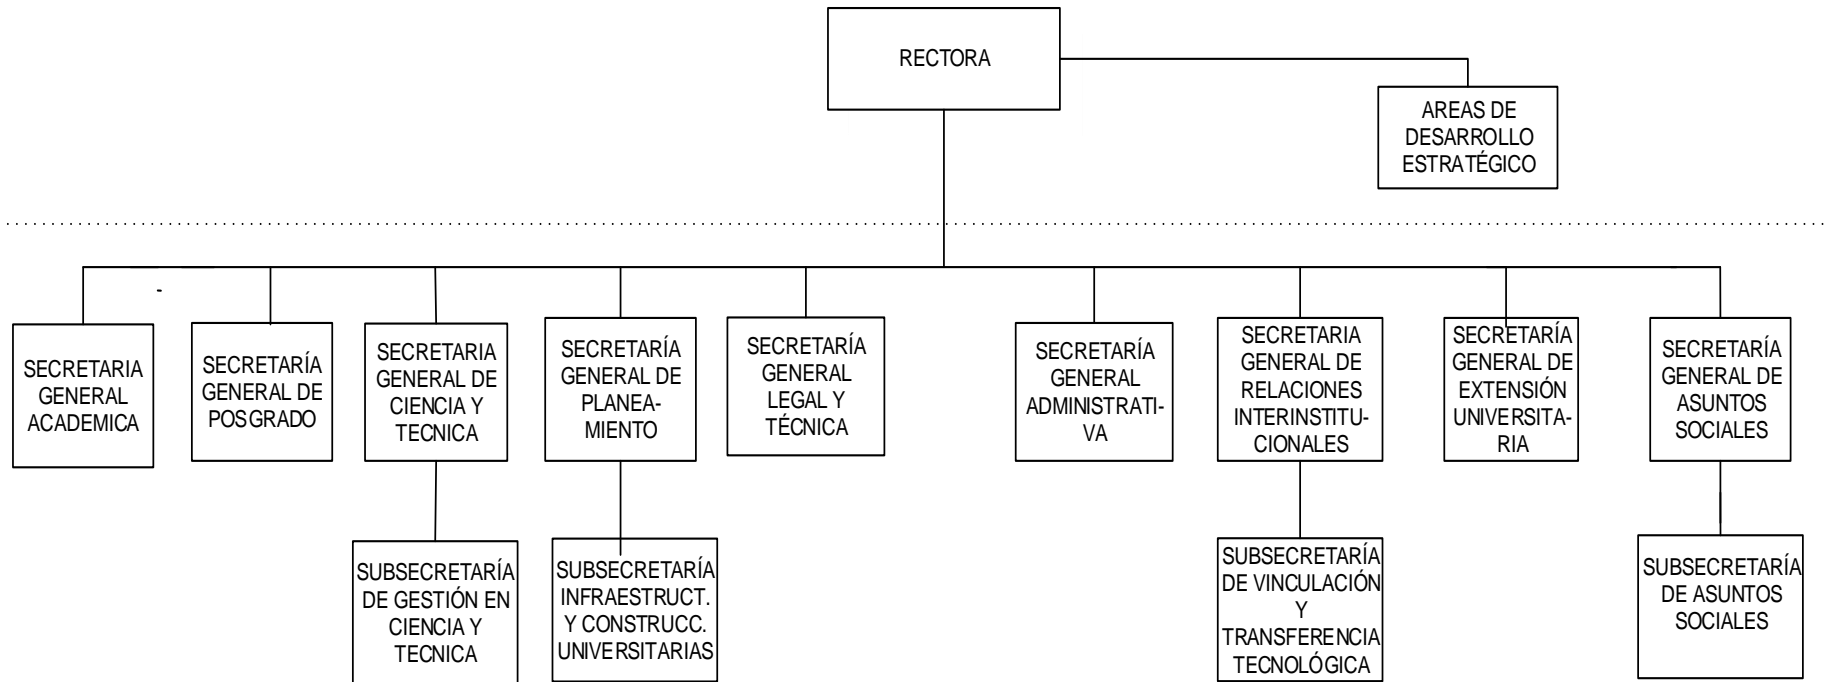 RECTORA
AREAS DE
DESARROLLO
ESTRATÉGICO
-
SECRETARIA
GENERAL
ACADEMICA
SECRETARÍA
GENERAL DE
POSGRADO
SECRETARIA
GENERAL DE
CIENCIA Y
TECNICA
SECRETARÍA
GENERAL DE
PLANEA-
MIENTO
SECRETARÍA
GENERAL
LEGAL Y
TÉCNICA
SECRETARÍA
GENERAL
ADMINISTRATI-
VA
SECRETARIA
GENERAL DE
RELACIONES
INTERINSTITU-
CIONALES
SECRETARÍA
GENERAL DE
EXTENSIÓN
UNIVERSITA-
RIA
SECRETARÍA
GENERAL DE
ASUNTOS
SOCIALES
SUBSECRETARÍA
DE GESTIÓN EN
CIENCIA Y
TECNICA
SUBSECRETARÍA
INFRAESTRUCT.
Y CONSTRUCC.
UNIVERSITARIAS
SUBSECRETARÍA
DE VINCULACIÓN
Y
TRANSFERENCIA
TECNOLÓGICA
SUBSECRETARÍA
DE ASUNTOS
SOCIALES